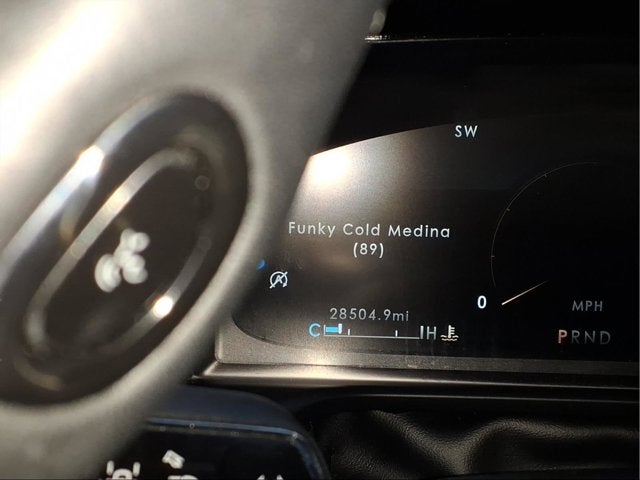 SW
Funky Cold Medina
(89)
A
0
28504.9mi
MPH
C H
PRND